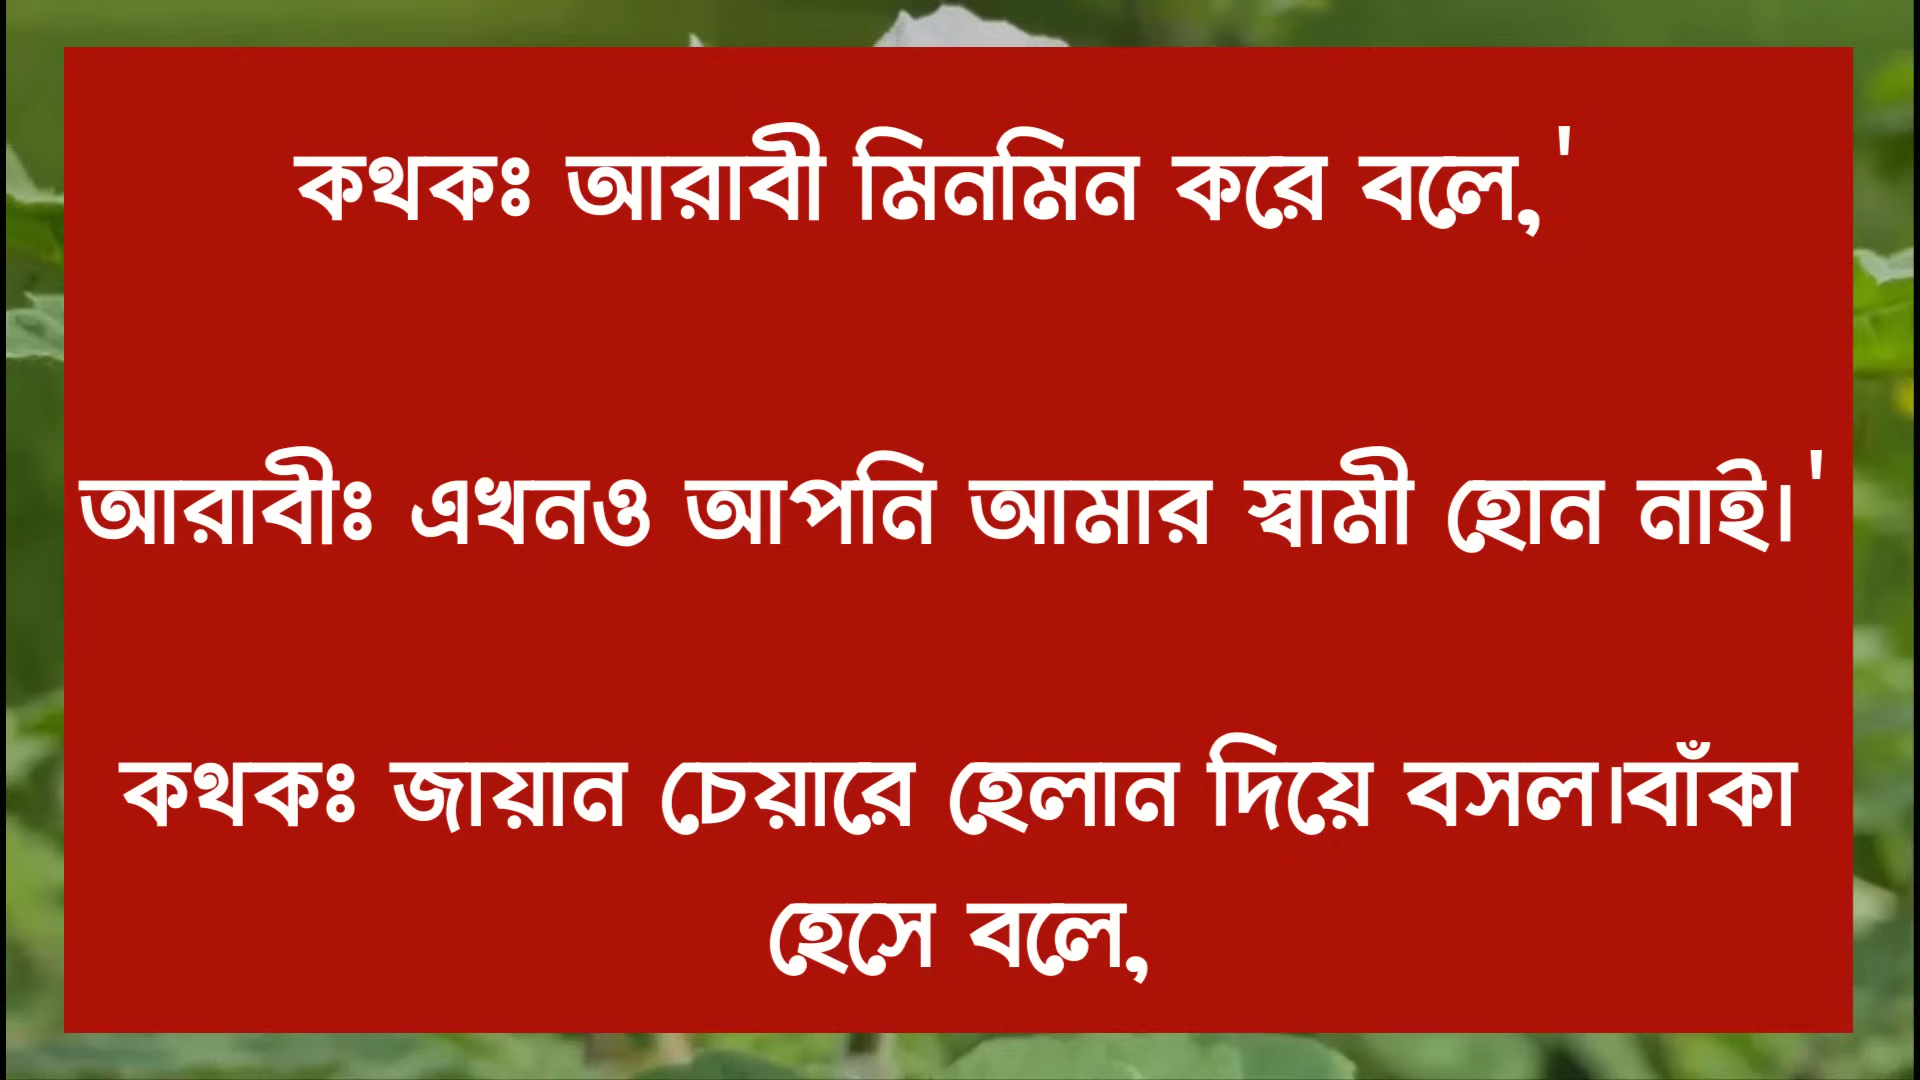 কথকঃ আরাবী মিনমিন করে বলে,'
আরাবীঃ এখনও আপনি আমার স্বামী হোন নাই।'
কথকঃ জায়ান চেয়ারে হেলান দিয়ে বসল।বাঁকা
হেসে বলে,